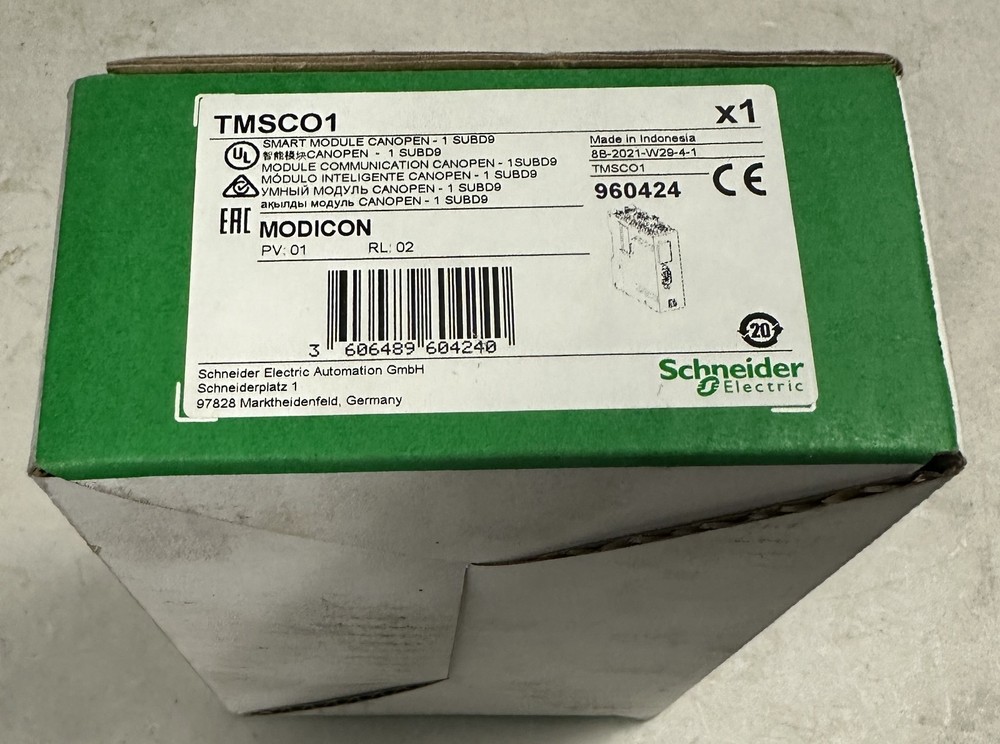 TMSCO1
x1
SMART MODULE CANOPEN - 1 SUBD9
智能模块CANOPEN - 1 SUBD9
MODULE COMMUNICATION CANOPEN - 1SUBD9
MÓDULO INTELIGENTE CANOPEN - 1 SUBD9
УМНЫЙ МОДУЛЬ CANOPEN - 1 SUBD9
ақылды модуль CANOPEN - 1 SUBD9
UL
EAC
MODICON
PV: 01 RL: 02
Made in Indonesia
8B-2021-W29-4-1
TMSCO1
960424
CE
20
3 606489 604240
Schneider Electric Automation GmbH
Schneiderplatz 1
97828 Marktheidenfeld, Germany
Schneider
Electric